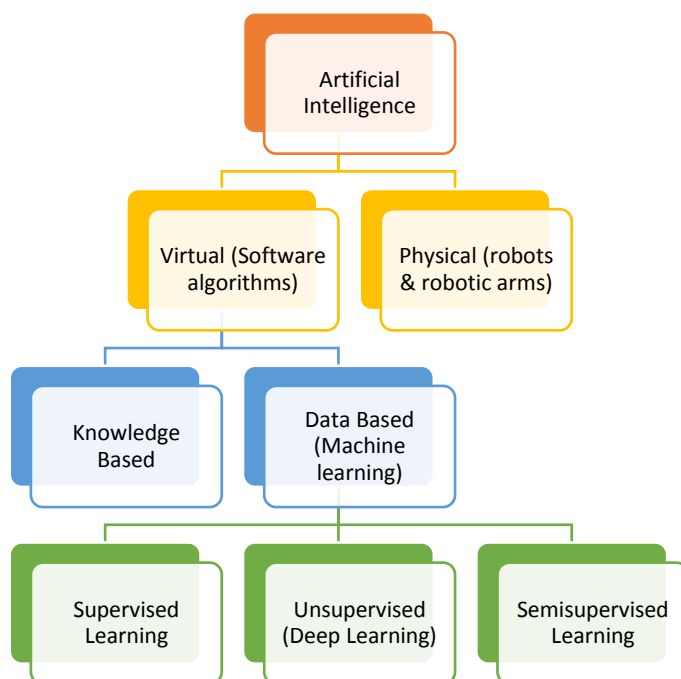 Artificial
Intelligence
Virtual (Software
algorithms)
Physical (robots
& robotic arms)
Knowledge
Based
Data Based
(Machine
learning)
Supervised
Learning
Unsupervised
(Deep Learning)
Semisupervised
Learning